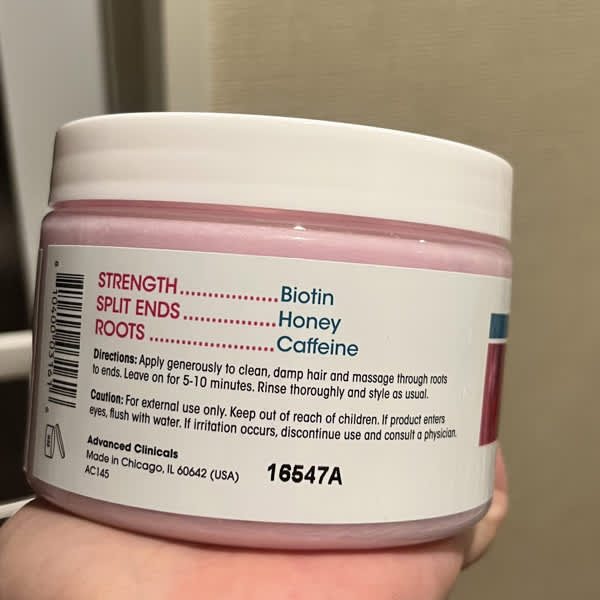 STRENGTH..................Biotin
SPLIT ENDS.................Honey
ROOTS ......................Caffeine
Directions: Apply generously to clean, damp hair and massage through roots
to ends. Leave on for 5-10 minutes. Rinse thoroughly and style as usual.
Caution: For external use only. Keep out of reach of children. If product enters
eyes, flush with water. If irritation occurs, discontinue use and consult a physician.
Advanced Clinicals
Made in Chicago, IL 60642 (USA)
AC145
16547A